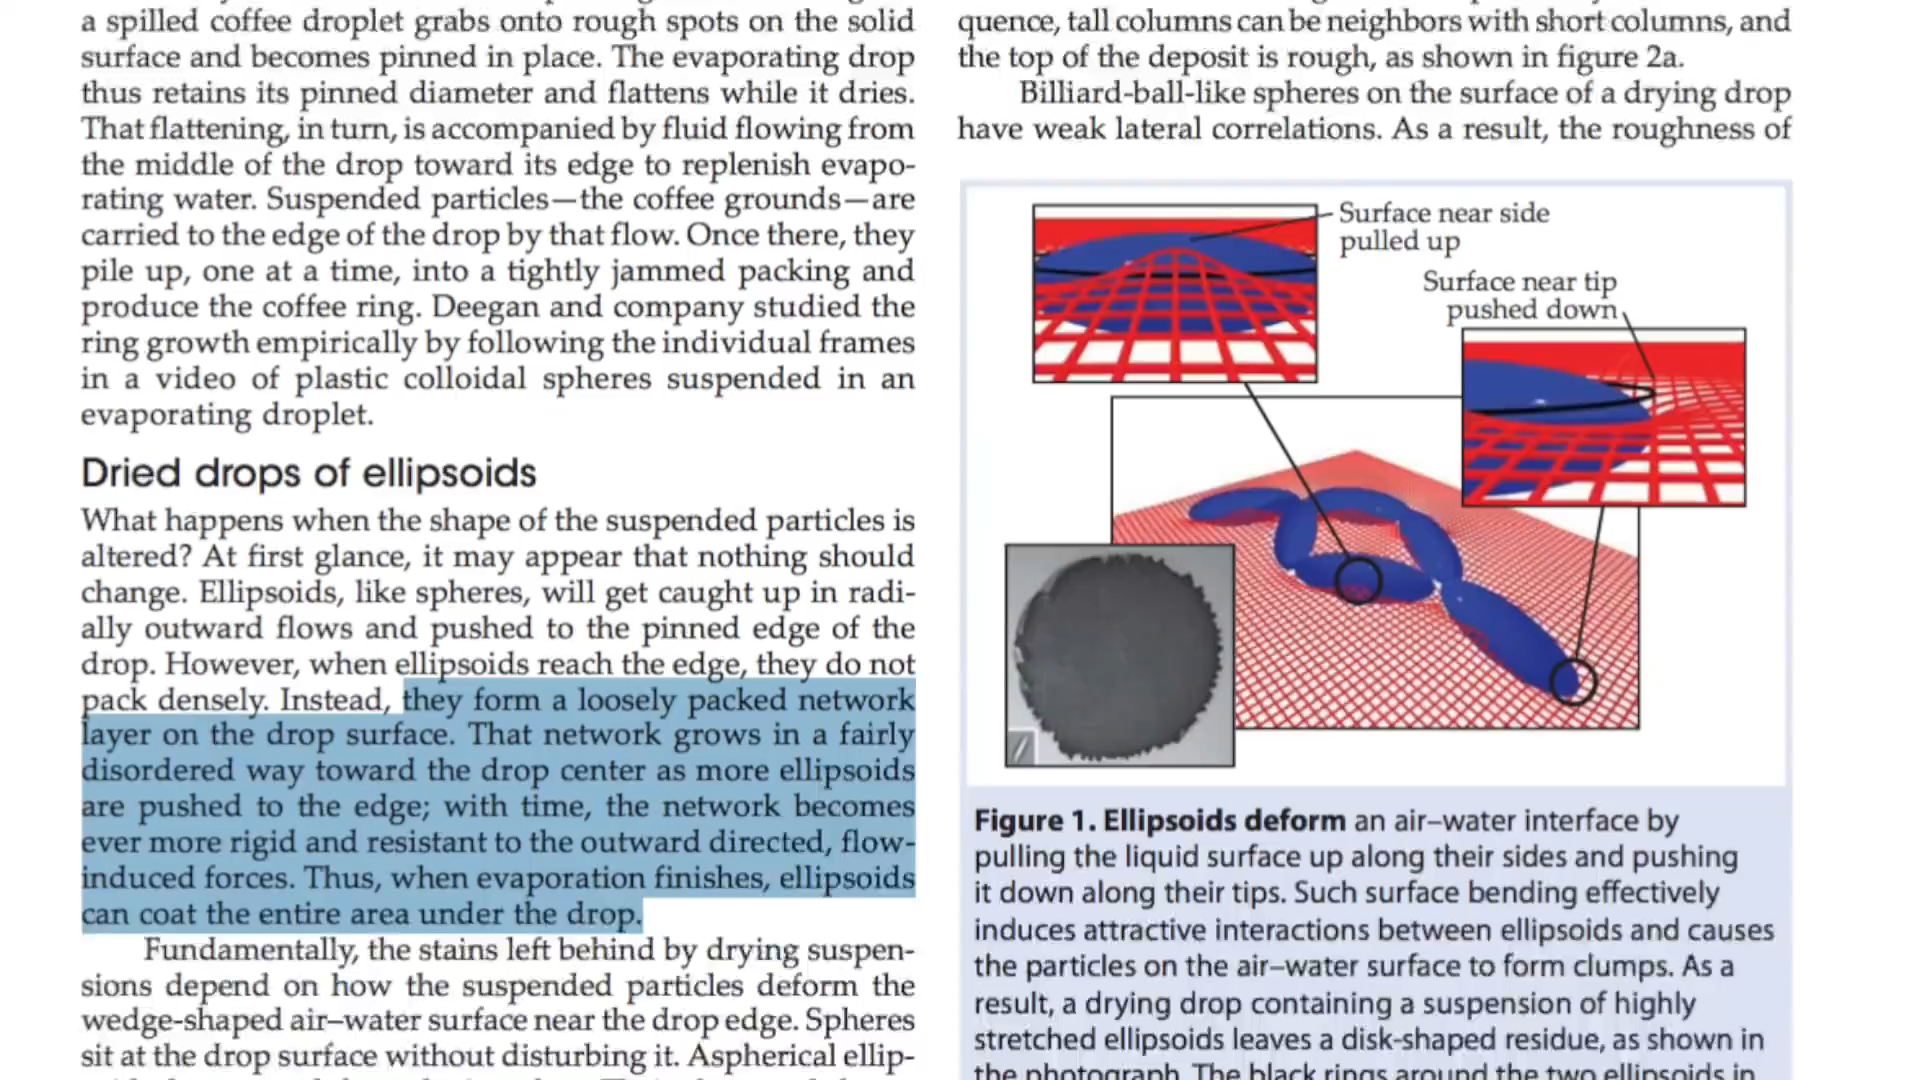 a spilled coffee droplet grabs onto rough spots on the solid
surface and becomes pinned in place. The evaporating drop
thus retains its pinned diameter and flattens while it dries.
That flattening, in turn, is accompanied by fluid flowing from
the middle of the drop toward its edge to replenish evapo-
rating water. Suspended particles—the coffee grounds—are
carried to the edge of the drop by that flow. Once there, they
pile up, one at a time, into a tightly jammed packing and
produce the coffee ring. Deegan and company studied the
ring growth empirically by following the individual frames
in a video of plastic colloidal spheres suspended in an
evaporating droplet.
Dried drops of ellipsoids
What happens when the shape of the suspended particles is
altered? At first glance, it may appear that nothing should
change. Ellipsoids, like spheres, will get caught up in radi-
ally outward flows and pushed to the pinned edge of the
drop. However, when ellipsoids reach the edge, they do not
pack densely. Instead, they form a loosely packed network
layer on the drop surface. That network grows in a fairly
disordered way toward the drop center as more ellipsoids
are pushed to the edge; with time, the network becomes
ever more rigid and resistant to the outward directed, flow-
induced forces. Thus, when evaporation finishes, ellipsoids
can coat the entire area under the drop.
Fundamentally, the stains left behind by drying suspen-
sions depend on how the suspended particles deform the
wedge-shaped air–water surface near the drop edge. Spheres
sit at the drop surface without disturbing it. Aspherical ellip-
quence, tall columns can be neighbors with short columns, and
the top of the deposit is rough, as shown in figure 2a.
Billiard-ball-like spheres on the surface of a drying drop
have weak lateral correlations. As a result, the roughness of
Surface near side
pulled up
Surface near tip
pushed down
Figure 1. Ellipsoids deform an air–water interface by
pulling the liquid surface up along their sides and pushing
it down along their tips. Such surface bending effectively
induces attractive interactions between ellipsoids and causes
the particles on the air–water surface to form clumps. As a
result, a drying drop containing a suspension of highly
stretched ellipsoids leaves a disk-shaped residue, as shown in
the photograph. The black rings around the two ellipsoids in